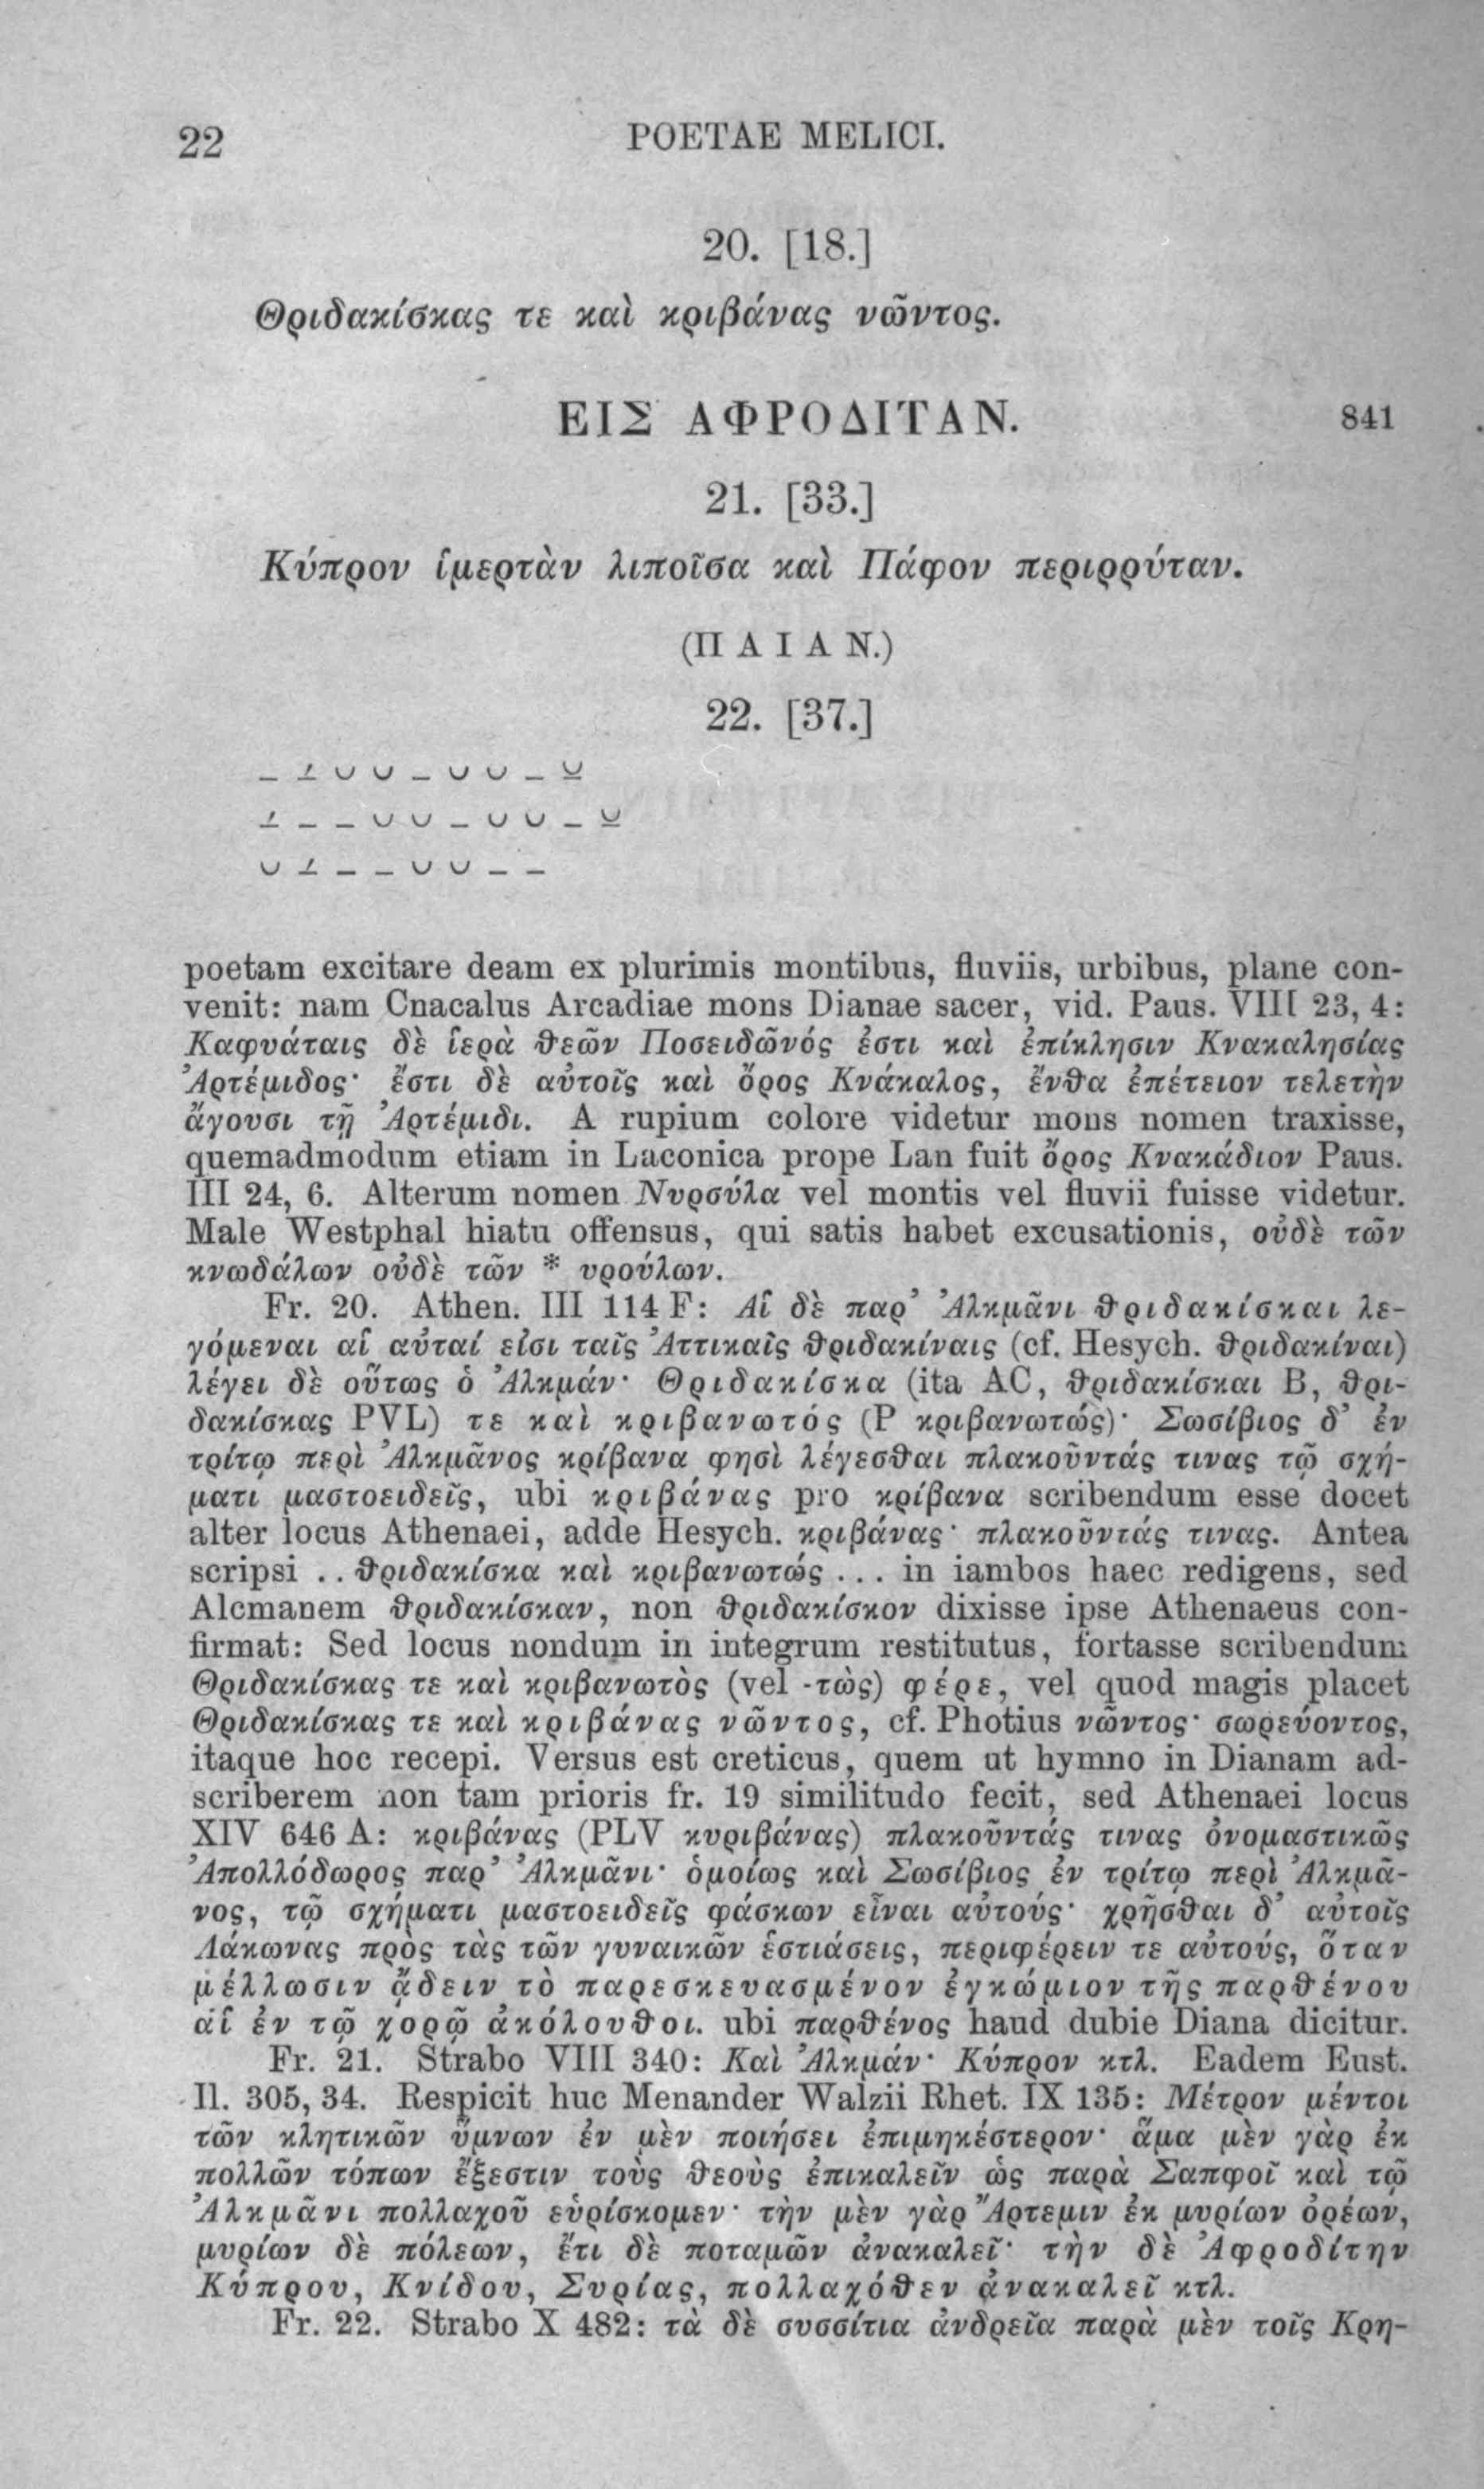 22 POETAE MELICI.
20. [18.]
Θριδακίσκας τε καὶ κριβάνας νῶντος.
ΕΙΣ ΑΦΡΟΔΙΤΑΝ. 841
21. [33.]
Κύπρον ἱμερτὰν λιποῖσα καὶ Πάφον περιρρύταν.
(ΠΑΙΑΝ.)
22. [37.]
_ _́ ᴗ ᴗ _ ᴗ ᴗ _ ᴗ̲
_́ _ _ ᴗ ᴗ _ ᴗ ᴗ _ ᴗ̲
ᴗ _́ _ _ ᴗ ᴗ _ _
poetam excitare deam ex plurimis montibus, fluviis, urbibus, plane con-
venit: nam Cnacalus Arcadiae mons Dianae sacer, vid. Paus. VIII 23, 4:
Καφυάταις δὲ ἱερὰ θεῶν Ποσειδῶνός ἐστι καὶ ἐπίκλησιν Κνακαλησίας
Ἀρτέμιδος· ἔστι δὲ αὐτοῖς καὶ ὄρος Κνάκαλος, ἔνθα ἐπέτειον τελετὴν
ἄγουσι τῇ Ἀρτέμιδι. A rupium colore videtur mons nomen traxisse,
quemadmodum etiam in Laconica prope Lan fuit ὄρος Κνακάδιον Paus.
III 24, 6. Alterum nomen Νυρσύλα vel montis vel fluvii fuisse videtur.
Male Westphal hiatu offensus, qui satis habet excusationis, οὐδὲ τῶν
κνωδάλων οὐδὲ τῶν * υρούλων.
Fr. 20. Athen. III 114 F: Αἱ δὲ παρ’ Ἀλκμᾶνι θριδακίσκαι λε-
γόμεναι αἱ αὐταί εἰσι ταῖς Ἀττικαῖς θριδακίναις (cf. Hesych. θριδακίναι)
λέγει δὲ οὕτως ὁ Ἀλκμάν· Θριδακίσκα (ita AC, θριδακίσκαι B, θρι-
δακίσκας PVL) τε καὶ κριβανωτός (P κριβανωτώς)· Σωσίβιος δ’ ἐν
τρίτῳ περὶ Ἀλκμᾶνος κρίβανα φησὶ λέγεσθαι πλακοῦντάς τινας τῷ σχή-
ματι μαστοειδεῖς, ubi κριβάνας pro κρίβανα scribendum esse docet
alter locus Athenaei, adde Hesych. κριβάνας· πλακοῦντάς τινας. Antea
scripsi . . θριδακίσκα καὶ κριβανωτώς . . . in iambos haec redigens, sed
Alcmanem θριδακίσκαν, non θριδακίσκον dixisse ipse Athenaeus con-
firmat: Sed locus nondum in integrum restitutus, fortasse scribendum
Θριδακίσκας τε καὶ κριβανωτὸς (vel -τὼς) φέρε, vel quod magis placet
Θριδακίσκας τε καὶ κριβάνας νῶντος, cf. Photius νῶντος· σωρεύοντος,
itaque hoc recepi. Versus est creticus, quem ut hymno in Dianam ad-
scriberem non tam prioris fr. 19 similitudo fecit, sed Athenaei locus
XIV 646 A: κριβάνας (PLV κυριβάνας) πλακοῦντάς τινας ὀνομαστικῶς
Ἀπολλόδωρος παρ’ Ἀλκμᾶνι· ὁμοίως καὶ Σωσίβιος ἐν τρίτῳ περὶ Ἀλκμᾶ-
νος, τῷ σχήματι μαστοειδεῖς φάσκων εἶναι αὐτούς· χρῆσθαι δ’ αὐτοῖς
Λάκωνας πρὸς τὰς τῶν γυναικῶν ἑστιάσεις, περιφέρειν τε αὐτούς, ὅταν
μέλλωσιν ᾄδειν τὸ παρεσκευασμένον ἐγκώμιον τῆς παρθένου
αἱ ἐν τῷ χορῷ ἀκόλουθοι. ubi παρθένος haud dubie Diana dicitur.
Fr. 21. Strabo VIII 340: Καὶ Ἀλκμάν· Κύπρον κτλ. Eadem Eust.
Il. 305, 34. Respicit huc Menander Walzii Rhet. IX 135: Μέτρον μέντοι
τῶν κλητικῶν ὕμνων ἐν μὲν ποιήσει ἐπιμηκέστερον· ἅμα μὲν γὰρ ἐκ
πολλῶν τόπων ἔξεστιν τοὺς θεοὺς ἐπικαλεῖν ὡς παρὰ Σαπφοῖ καὶ τῷ
Ἀλκμᾶνι πολλαχοῦ εὑρίσκομεν· τὴν μὲν γὰρ Ἄρτεμιν ἐκ μυρίων ὀρέων,
μυρίων δὲ πόλεων, ἔτι δὲ ποταμῶν ἀνακαλεῖ· τὴν δὲ Ἀφροδίτην
Κύπρου, Κνίδου, Συρίας, πολλαχόθεν ἀνακαλεῖ κτλ.
Fr. 22. Strabo X 482: τὰ δὲ συσσίτια ἀνδρεῖα παρὰ μὲν τοῖς Κρη-